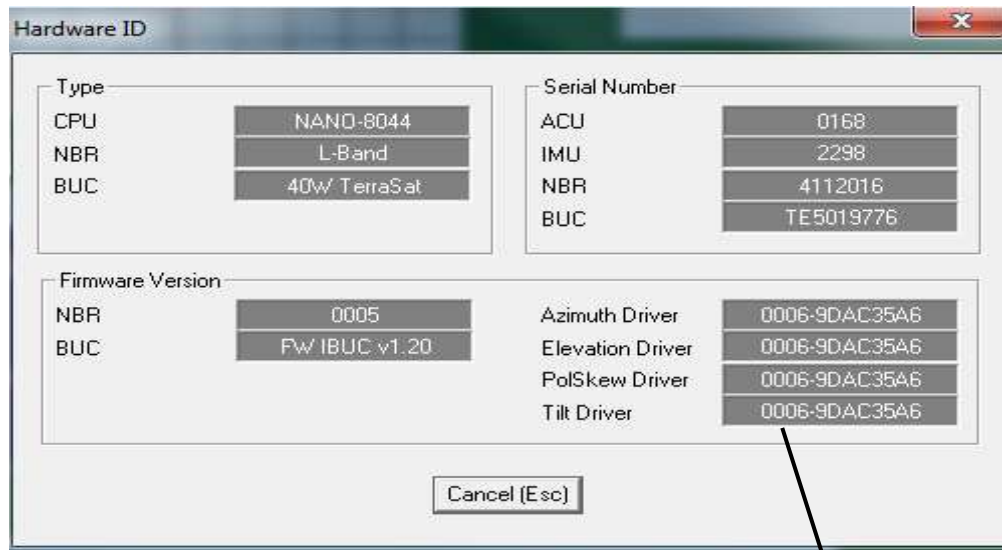 Hardware ID
Type
CPU NANO-8044
NBR L-Band
BUC 40W TerraSat
Serial Number
ACU 0168
IMU 2298
NBR 4112016
BUC TE5019776
Firmware Version
NBR 0005
BUC FW IBUC v1.20
Azimuth Driver 0006-9DAC35A6
Elevation Driver 0006-9DAC35A6
PolSkew Driver 0006-9DAC35A6
Tilt Driver 0006-9DAC35A6
Cancel (Esc)